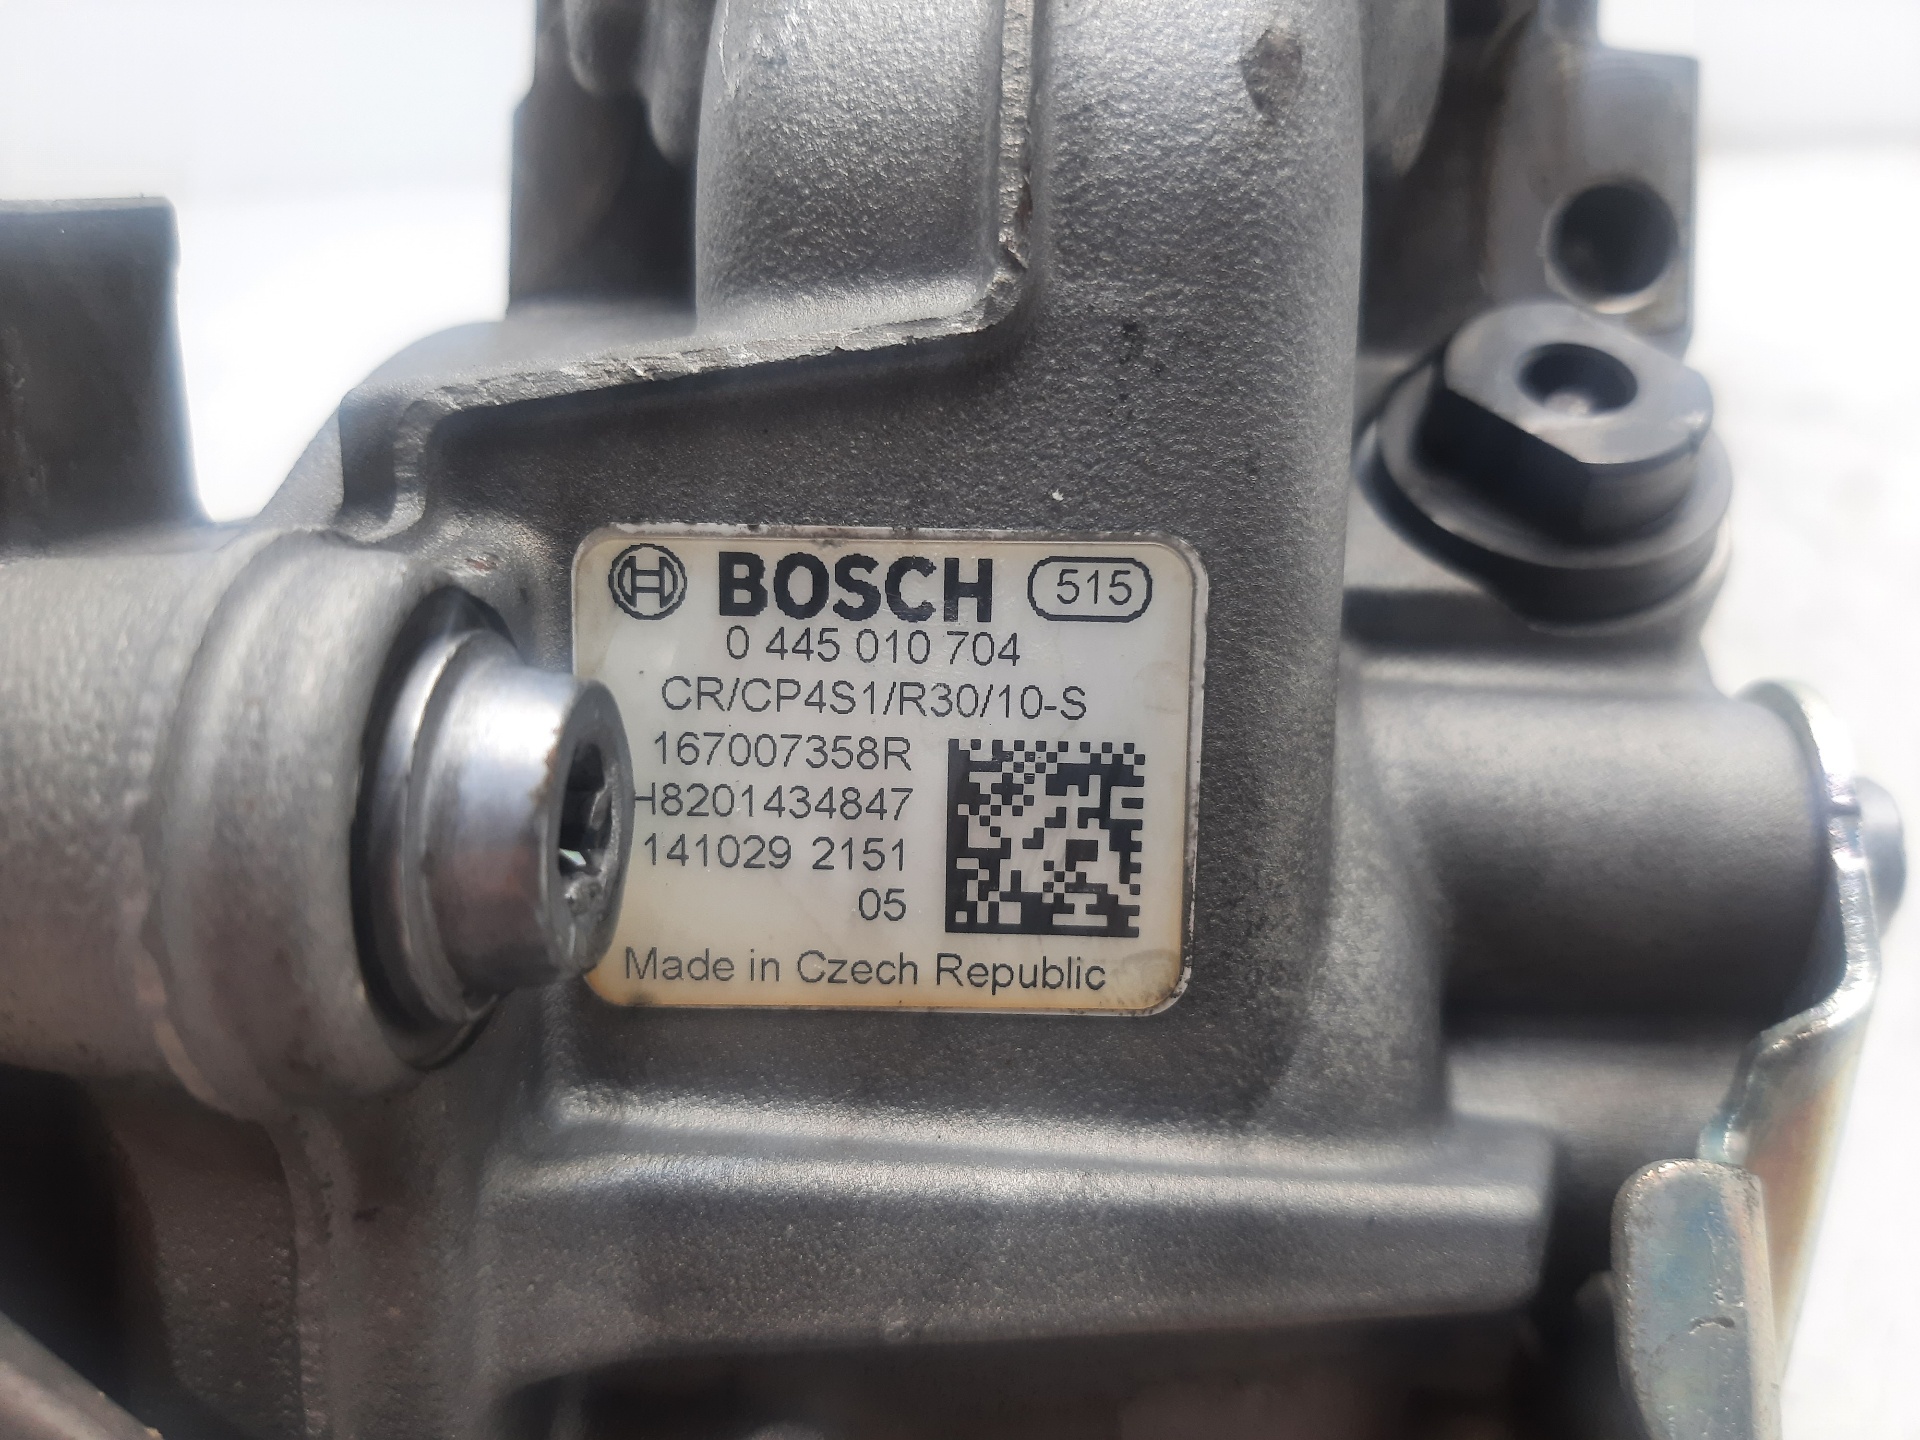 BOSCH 515
0 445 010 704
CR/CP4S1/R30/10-S
167007358R
H8201434847
141029 2151
05
Made in Czech Republic